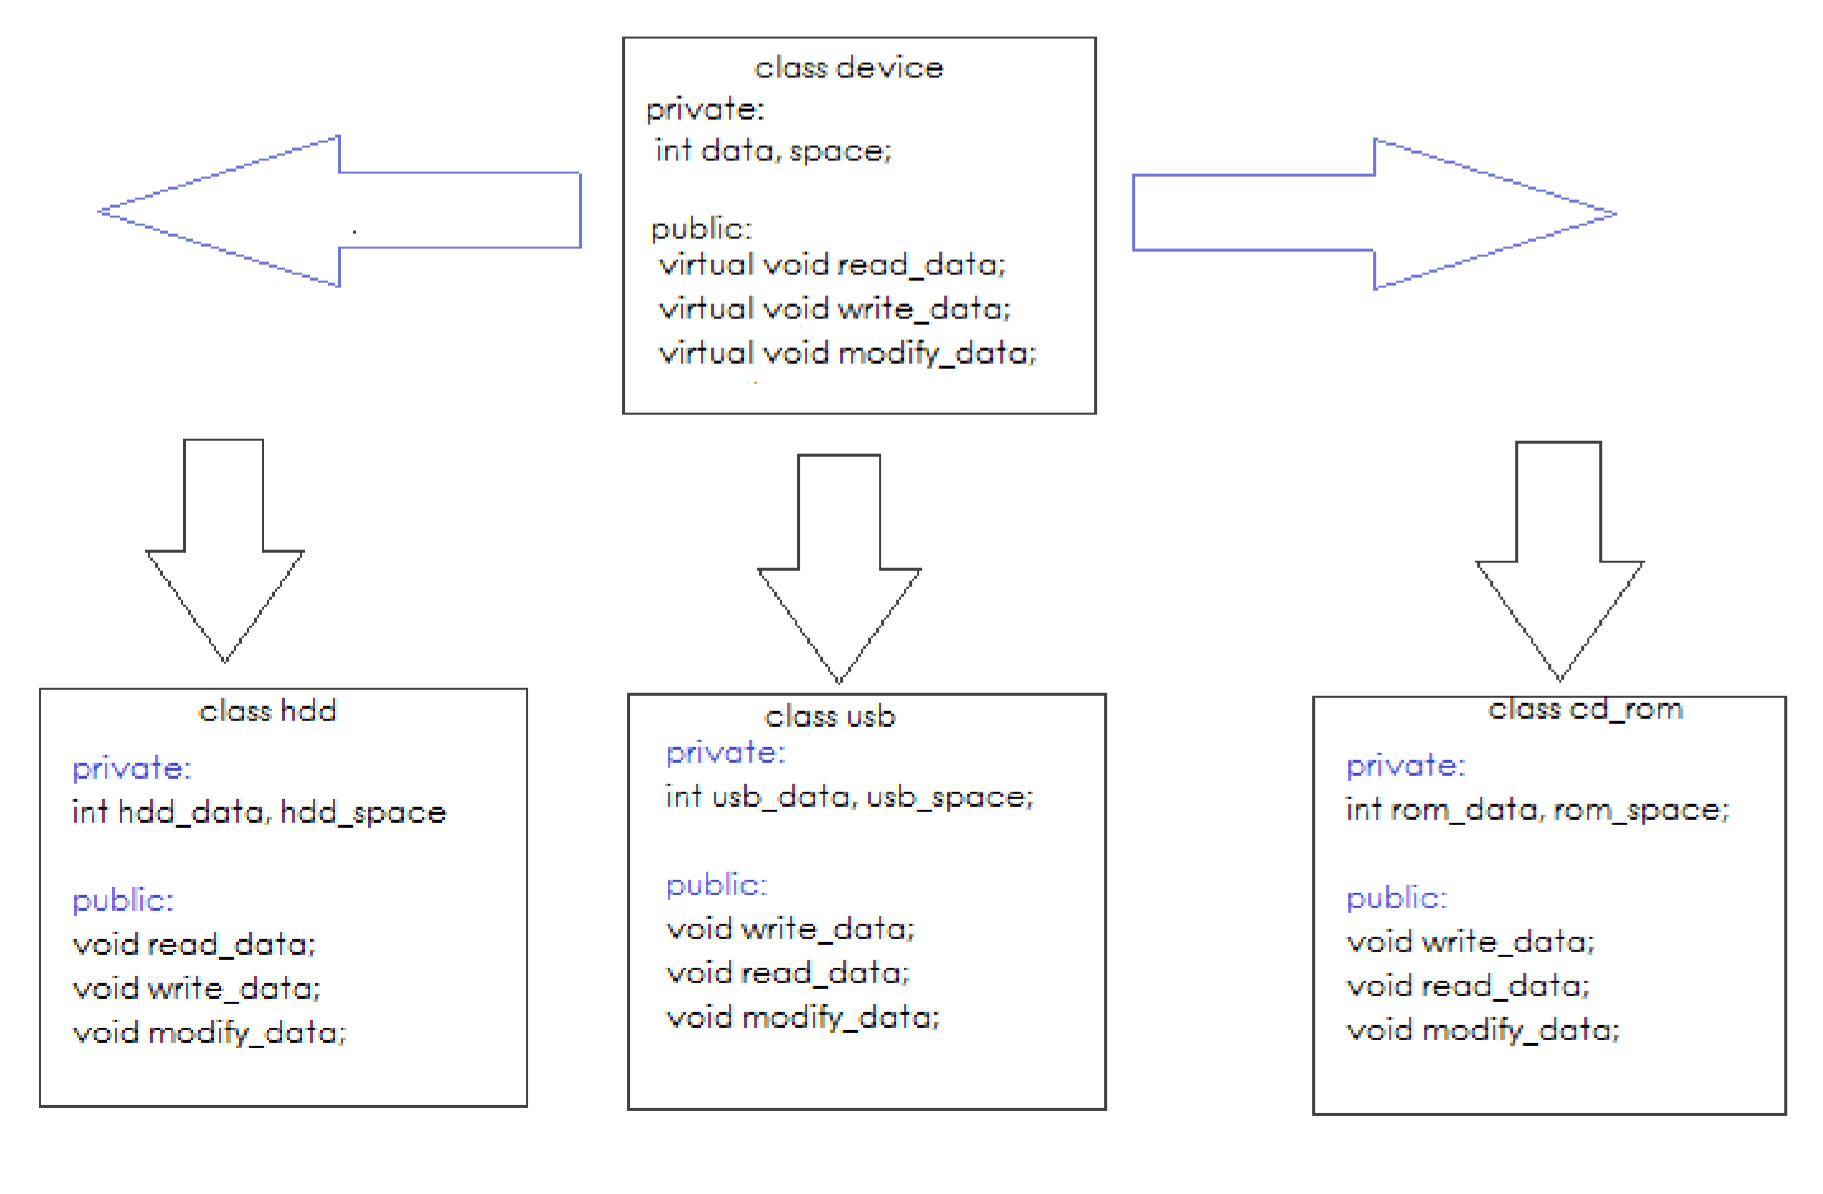 class device
private:
int data, space;
public:
virtual void read_data;
virtual void write_data;
virtual void modify_data;
class hdd
private:
int hdd_data, hdd_space
public:
void read_data;
void write_data;
void modify_data;
class usb
private:
int usb_data, usb_space;
public:
void write_data;
void read_data;
void modify_data;
class cd_rom
private:
int rom_data, rom_space;
public:
void write_data;
void read_data;
void modify_data;